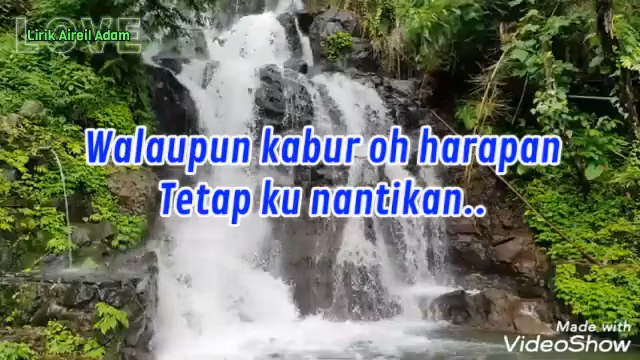 LOVE
Lirik Aireil Adam
Walaupun kabur oh harapan
Tetap ku nantikan..
Made with
VideoShow